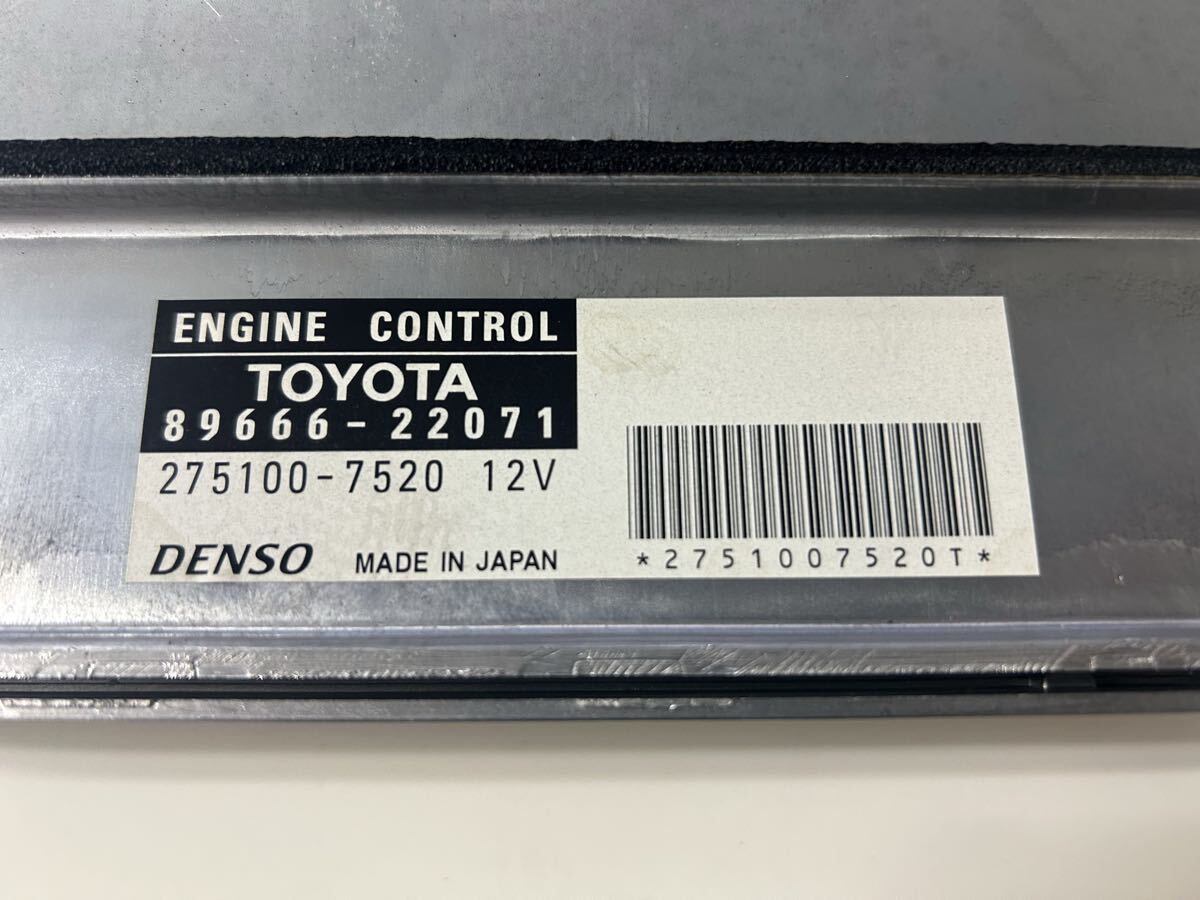 ENGINE CONTROL
TOYOTA
89666-22071
275100-7520 12V
DENSO MADE IN JAPAN
*2751007520T*